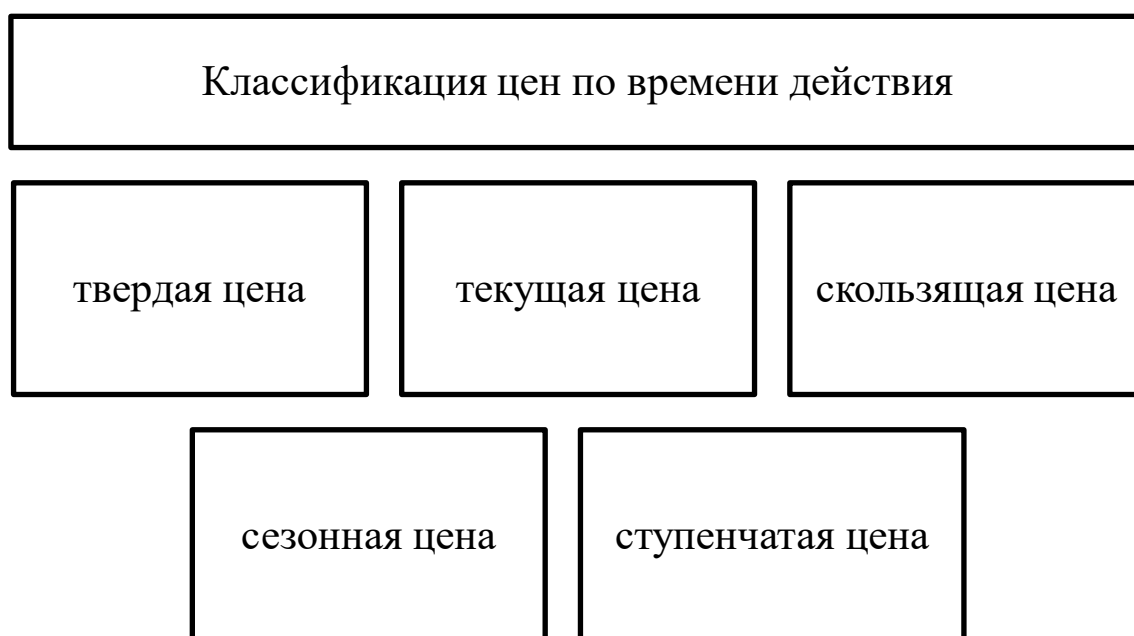 Классификация цен по времени действия
твердая цена
текущая цена
скользящая цена
сезонная цена
ступенчатая цена